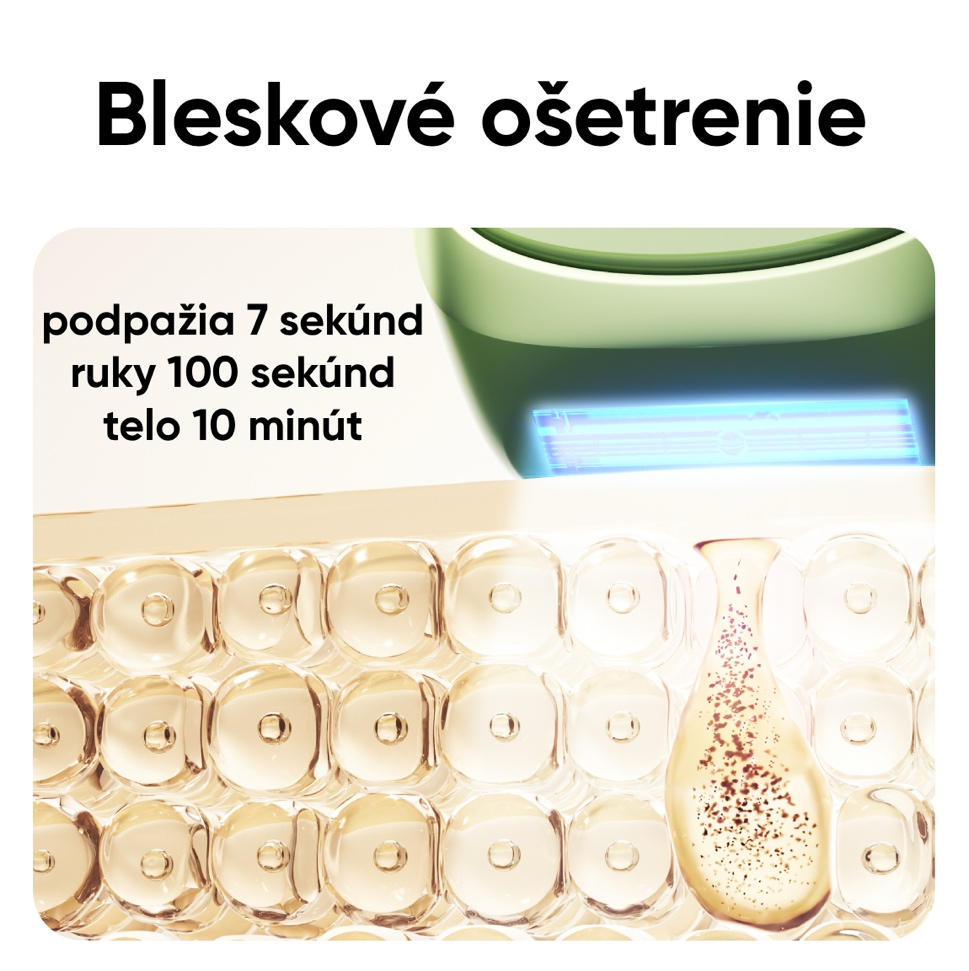 Bleskové ošetrenie
podpažia 7 sekúnd
ruky 100 sekúnd
telo 10 minút